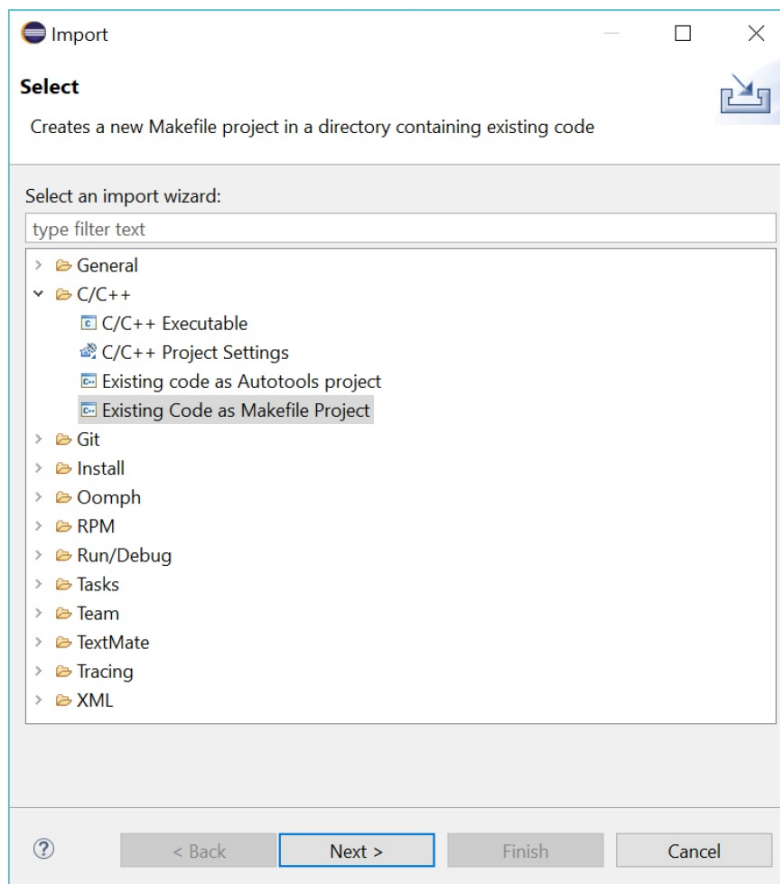 Import
Select
Creates a new Makefile project in a directory containing existing code
Select an import wizard:
type filter text
General
C/C++
C/C++ Executable
C/C++ Project Settings
Existing code as Autotools project
Existing Code as Makefile Project
Git
Install
Oomph
RPM
Run/Debug
Tasks
Team
TextMate
Tracing
XML
? < Back Next > Finish Cancel